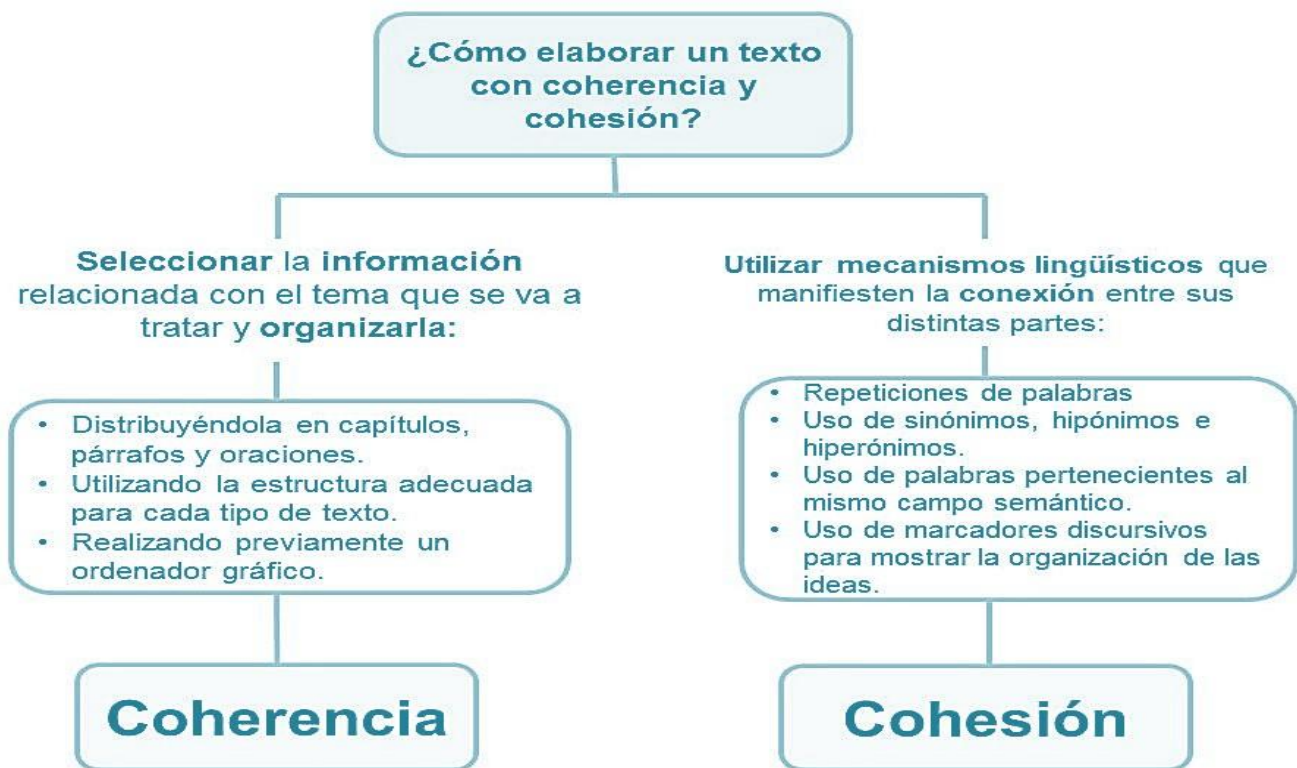 ¿Cómo elaborar un texto
con coherencia y
cohesión?
Seleccionar la información
relacionada con el tema que se va a
tratar y organizarla:
• Distribuyéndola en capítulos,
párrafos y oraciones.
• Utilizando la estructura adecuada
para cada tipo de texto.
• Realizando previamente un
ordenador gráfico.
Coherencia
Utilizar mecanismos lingüísticos que
manifiesten la conexión entre sus
distintas partes:
• Repeticiones de palabras
• Uso de sinónimos, hipónimos e
hiperónimos.
• Uso de palabras pertenecientes al
mismo campo semántico.
• Uso de marcadores discursivos
para mostrar la organización de las
ideas.
Cohesión